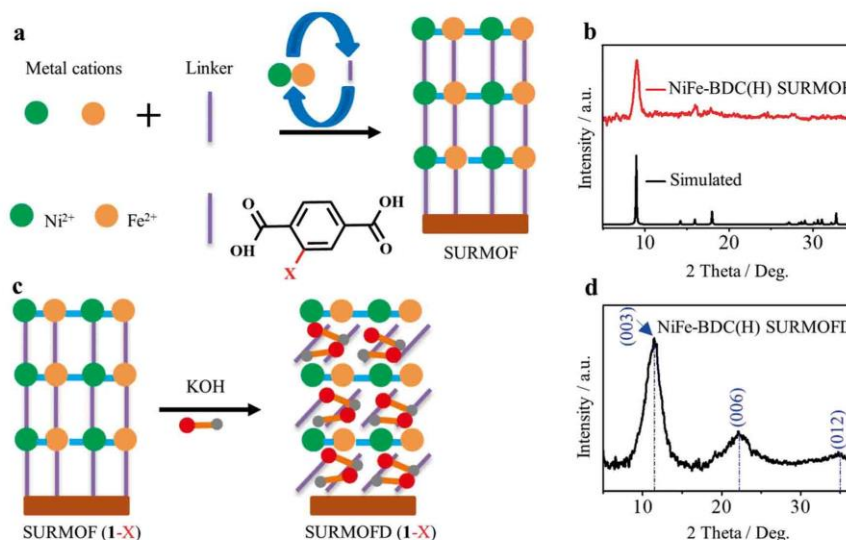 a
Metal cations
Linker
+
Ni²⁺
Fe²⁺
O
OH
OH
O
X
SURMOF
b
Intensity / a.u.
NiFe-BDC(H) SURMOF
Simulated
10 20 30
2 Theta / Deg.
c
KOH
SURMOF (1-X)
SURMOFD (1-X)
d
Intensity / a.u.
(003)
NiFe-BDC(H) SURMOFD
(006)
(012)
10 20 30
2 Theta / Deg.